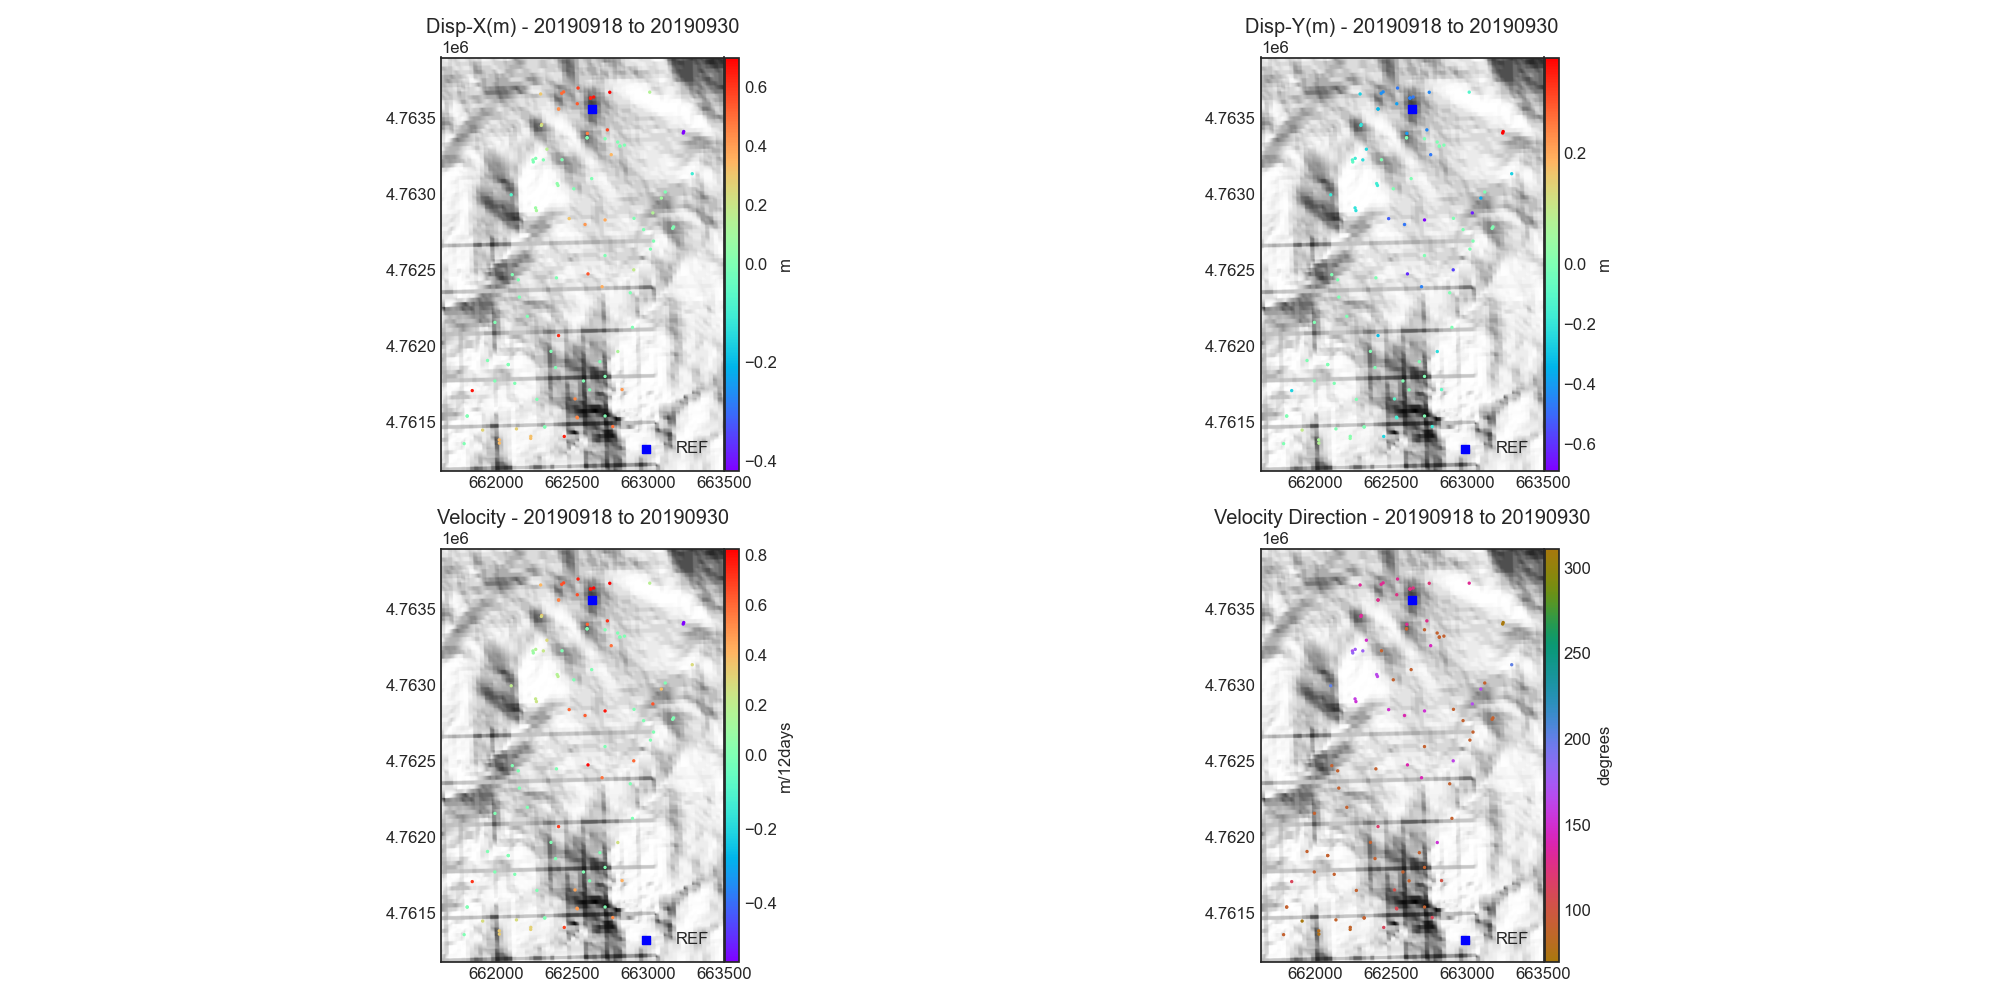 Disp-X(m) - 20190918 to 20190930
1e6
4.7635
4.7630
4.7625
4.7620
4.7615
662000 662500 663000 663500
REF
0.6
0.4
0.2
0.0
−0.2
−0.4
m
Disp-Y(m) - 20190918 to 20190930
1e6
4.7635
4.7630
4.7625
4.7620
4.7615
662000 662500 663000 663500
REF
0.2
0.0
−0.2
−0.4
−0.6
m
Velocity - 20190918 to 20190930
1e6
4.7635
4.7630
4.7625
4.7620
4.7615
662000 662500 663000 663500
REF
0.8
0.6
0.4
0.2
0.0
−0.2
−0.4
m/12days
Velocity Direction - 20190918 to 20190930
1e6
4.7635
4.7630
4.7625
4.7620
4.7615
662000 662500 663000 663500
REF
300
250
200
150
100
degrees